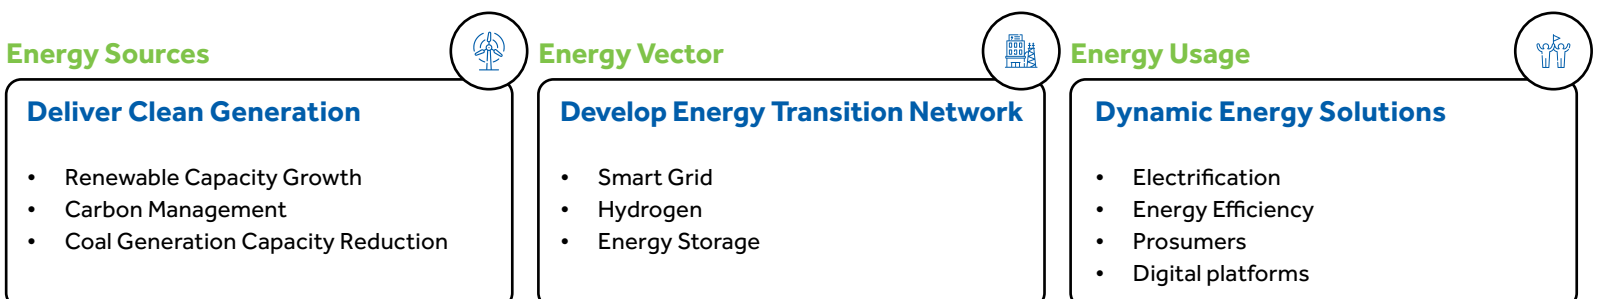 Energy Sources
Deliver Clean Generation
• Renewable Capacity Growth
• Carbon Management
• Coal Generation Capacity Reduction
Energy Vector
Develop Energy Transition Network
• Smart Grid
• Hydrogen
• Energy Storage
Energy Usage
Dynamic Energy Solutions
• Electrification
• Energy Efficiency
• Prosumers
• Digital platforms